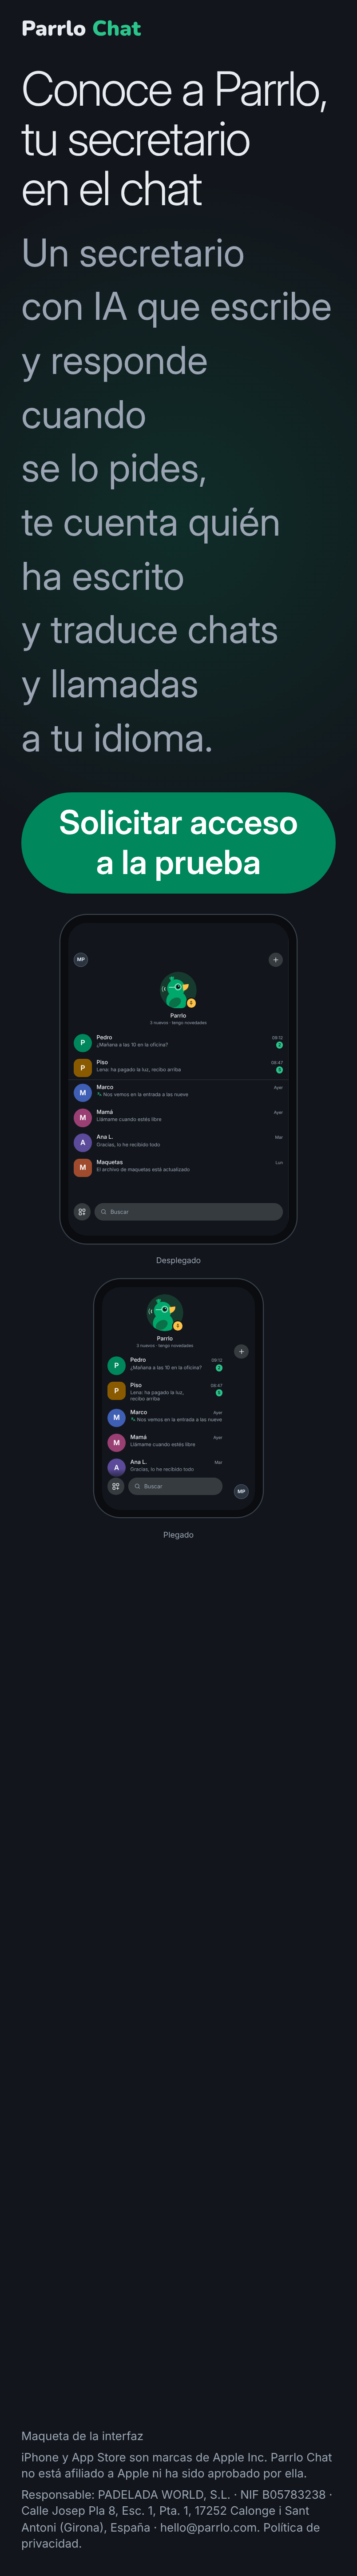 Parrlo Chat
Conoce a Parrlo,
tu secretario
en el chat
Un secretario
con IA que escribe
y responde
cuando
se lo pides,
te cuenta quién
ha escrito
y traduce chats
y llamadas
a tu idioma.
Solicitar acceso
a la prueba
MP
+
Parrlo
3 nuevos · tengo novedades
P
Pedro
09:12
¿Mañana a las 10 en la oficina?
2
P
Piso
08:47
Lena: ha pagado la luz, recibo arriba
1
M
Marco
Ayer
Nos vemos en la entrada a las nueve
M
Mamá
Ayer
Llámame cuando estés libre
A
Ana L.
Mar
Gracias, lo he recibido todo
M
Maquetas
Lun
El archivo de maquetas está actualizado
Buscar
Desplegado
Parrlo
3 nuevos · tengo novedades
+
P
Pedro
09:12
¿Mañana a las 10 en la oficina?
2
P
Piso
08:47
Lena: ha pagado la luz,
recibo arriba
1
M
Marco
Ayer
Nos vemos en la entrada a las nueve
M
Mamá
Ayer
Llámame cuando estés libre
A
Ana L.
Mar
Gracias, lo he recibido todo
Buscar
MP
Plegado
Maqueta de la interfaz
iPhone y App Store son marcas de Apple Inc. Parrlo Chat
no está afiliado a Apple ni ha sido aprobado por ella.
Responsable: PADELADA WORLD, S.L. · NIF B05783238 ·
Calle Josep Pla 8, Esc. 1, Pta. 1, 17252 Calonge i Sant
Antoni (Girona), España · hello@parrlo.com. Política de
privacidad.